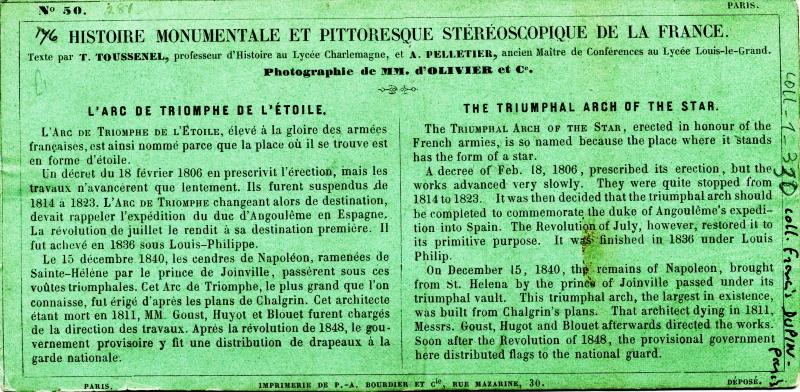 No 50. 281
PARIS.
146
HISTOIRE MONUMENTALE ET PITTORESQUE STÉRÉOSCOPIQUE DE LA FRANCE.
Texte par T. TOUSSENEL, professeur d'Histoire au Lycée Charlemagne, et A. PELLETIER, ancien Maître de Conférences au Lycée Louis-le-Grand.
Photographie de MM. d'OLIVIER et Ce.
L'ARC DE TRIOMPHE DE L'ÉTOILE.
L'ARC DE TRIOMPHE DE L'ÉTOILE, élevé à la gloire des armées
françaises, est ainsi nommé parce que la place où il se trouve est
en forme d'étoile.
Un décret du 18 février 1806 en prescrivit l'érection, mais les
travaux n'avancèrent que lentement. Ils furent suspendus de
1814 à 1823. L'ARC DE TRIOMPHE changeant alors de destination,
devait rappeler l'expédition du duc d'Angoulême en Espagne.
La révolution de juillet le rendit à sa destination première. Il
fut achevé en 1836 sous Louis-Philippe.
Le 15 décembre 1840, les cendres de Napoléon, ramenées de
Sainte-Hélène par le prince de Joinville, passèrent sous ces
voûtes triomphales. Cet Arc de Triomphe, le plus grand que l'on
connaisse, fut érigé d'après les plans de Chalgrin. Cet architecte
étant mort en 1811, MM. Goust, Huyot et Blouet furent chargés
de la direction des travaux. Après la révolution de 1848, le gou-
vernement provisoire y fit une distribution de drapeaux à la
garde nationale.
THE TRIUMPHAL ARCH OF THE STAR.
The TRIUMPHAL ARCH OF THE STAR, erected in honour of the
French armies, is so named because the place where it stands
has the form of a star.
A decree of Feb. 18, 1806, prescribed its erection, but the
works advanced very slowly. They were quite stopped from
1814 to 1823. It was then decided that the triumphal arch should
be completed to commemorate the duke of Angoulême's expedi-
tion into Spain. The Revolution of July, however, restored it to
its primitive purpose. It was finished in 1836 under Louis
Philip.
On December 15, 1840, the remains of Napoleon, brought
from St. Helena by the prince of Joinville passed under its
triumphal vault. This triumphal arch, the largest in existence,
was built from Chalgrin's plans. That architect dying in 1811,
Messrs. Goust, Hugot and Blouet afterwards directed the works.
Soon after the Revolution of 1848, the provisional government
here distributed flags to the national guard.
COLL-1-330
coll. Francis DUPIN-
Paris
PARIS.
IMPRIMERIE DE P.-A. BOURDIER ET Cie, RUE MAZARINE, 30.
DÉPOSÉ.